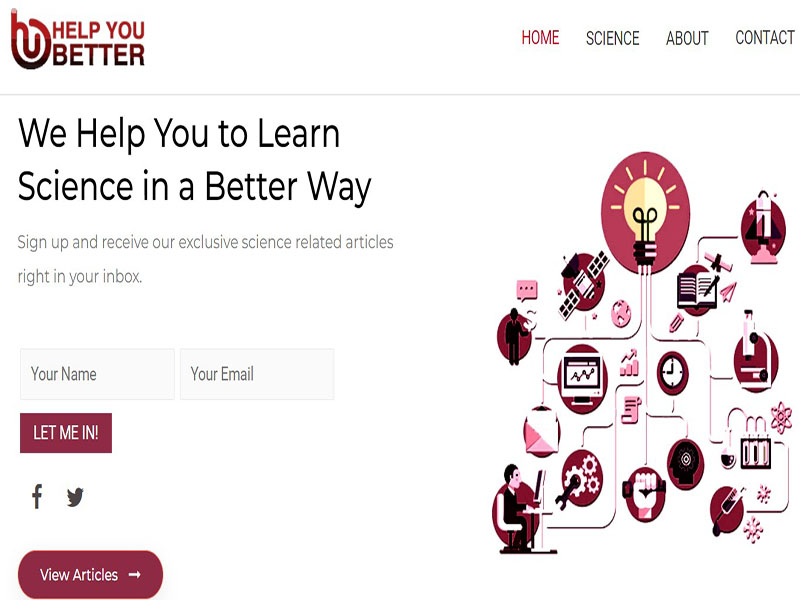 HELP YOU
BETTER
HOME SCIENCE ABOUT CONTACT
We Help You to Learn
Science in a Better Way
Sign up and receive our exclusive science related articles
right in your inbox.
Your Name Your Email
LET ME IN!
View Articles →